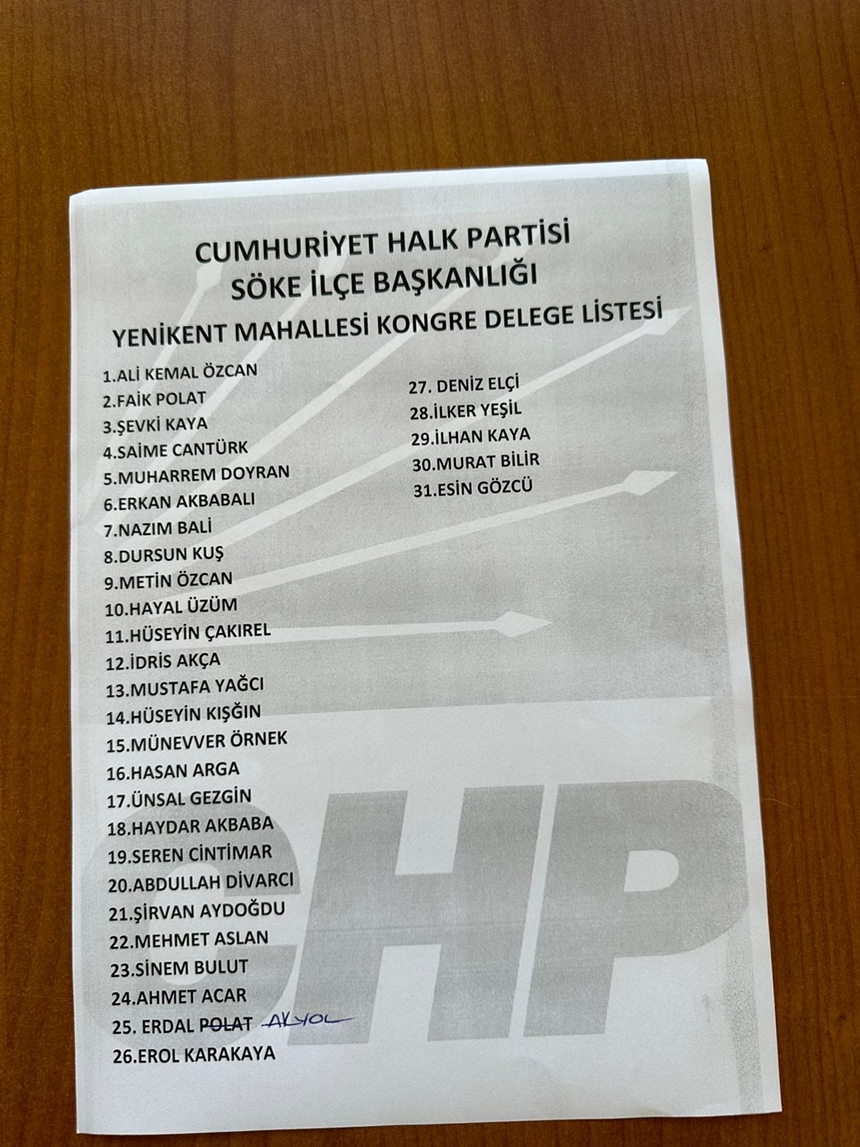 CUMHURİYET HALK PARTİSİ
SÖKE İLÇE BAŞKANLIĞI
YENİKENT MAHALLESİ KONGRE DELEGE LİSTESİ
1.ALİ KEMAL ÖZCAN
2.FAİK POLAT
3.ŞEVKİ KAYA
4.SAİME CANTÜRK
5.MUHARREM DOYRAN
6.ERKAN AKBABALI
7.NAZIM BALİ
8.DURSUN KUŞ
9.METİN ÖZCAN
10.HAYAL ÜZÜM
11.HÜSEYİN ÇAKIREL
12.İDRİS AKÇA
13.MUSTAFA YAĞCI
14.HÜSEYİN KIŞĞIN
15.MÜNEVVER ÖRNEK
16.HASAN ARGA
17.ÜNSAL GEZGİN
18.HAYDAR AKBABA
19.SEREN CİNTİMAR
20.ABDULLAH DİVARCI
21.ŞİRVAN AYDOĞDU
22.MEHMET ASLAN
23.SİNEM BULUT
24.AHMET ACAR
25. ERDAL POLAT AKYOL
26.EROL KARAKAYA
27. DENİZ ELÇİ
28.İLKER YEŞİL
29.İLHAN KAYA
30.MURAT BİLİR
31.ESİN GÖZCÜ
CHP